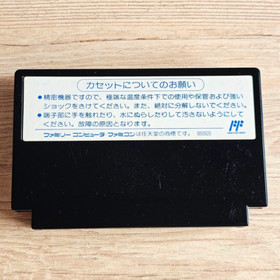 カセットについてのお願い
●精密機器ですので、極端な温度条件下での使用や保管および強い
ショックをさけてください。また、絶対に分解しないでください。
●端子部に手を触れたり、水にぬらしたりして汚さないようにして
ください。故障の原因となります。
ファミリーコンピュータ ファミコンは任天堂の商標です。
FF